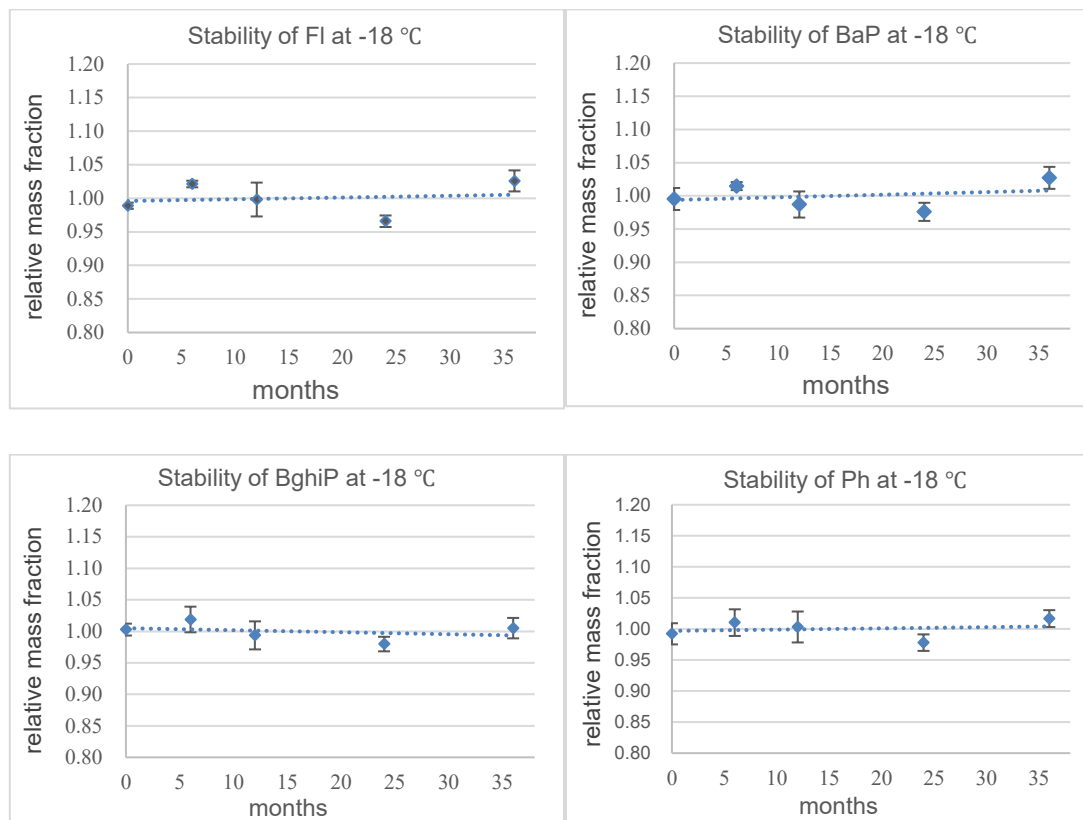 Stability of Fl at -18 ℃
relative mass fraction
1.20
1.15
1.10
1.05
1.00
0.95
0.90
0.85
0.80
0 5 10 15 20 25 30 35
months
Stability of BaP at -18 ℃
relative mass fraction
1.20
1.15
1.10
1.05
1.00
0.95
0.90
0.85
0.80
0 5 10 15 20 25 30 35
months
Stability of BghiP at -18 ℃
relative mass fraction
1.20
1.15
1.10
1.05
1.00
0.95
0.90
0.85
0.80
0 5 10 15 20 25 30 35
months
Stability of Ph at -18 ℃
relative mass fraction
1.20
1.15
1.10
1.05
1.00
0.95
0.90
0.85
0.80
0 5 10 15 20 25 30 35
months